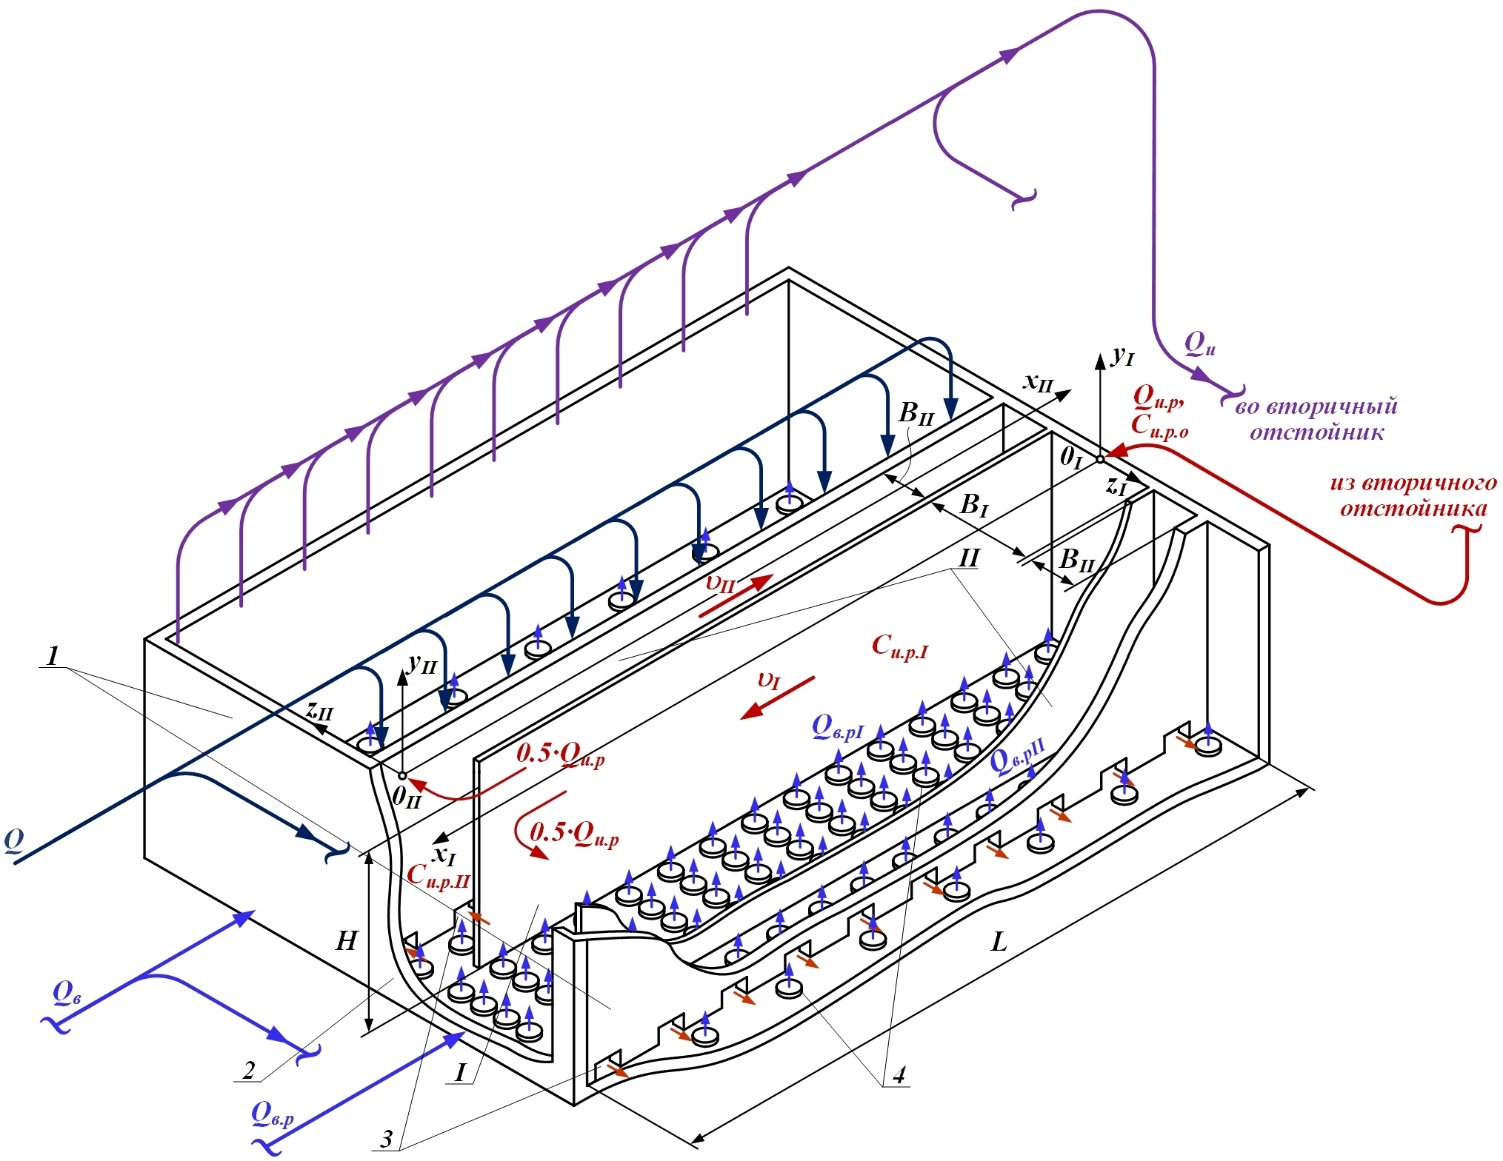 Qи
во вторичный
отстойник
yI
xII
Qи.р,
Cи.р.о
BII
0I
zI
из вторичного
отстойника
BI
BII
II
υII
1
Cи.р.I
yII
υI
zII
Qв.рI
Qв.рII
0.5·Qи.р
0II
Q
0.5·Qи.р
xI
Cи.р.II
H
L
Qв
2
I
4
Qв.р
3